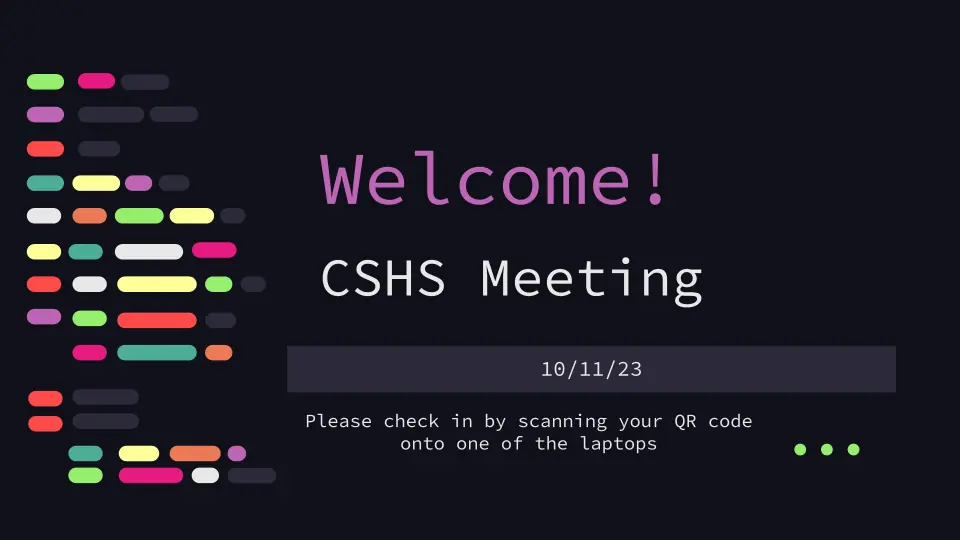 Welcome!
CSHS Meeting
10/11/23
Please check in by scanning your QR code
onto one of the laptops